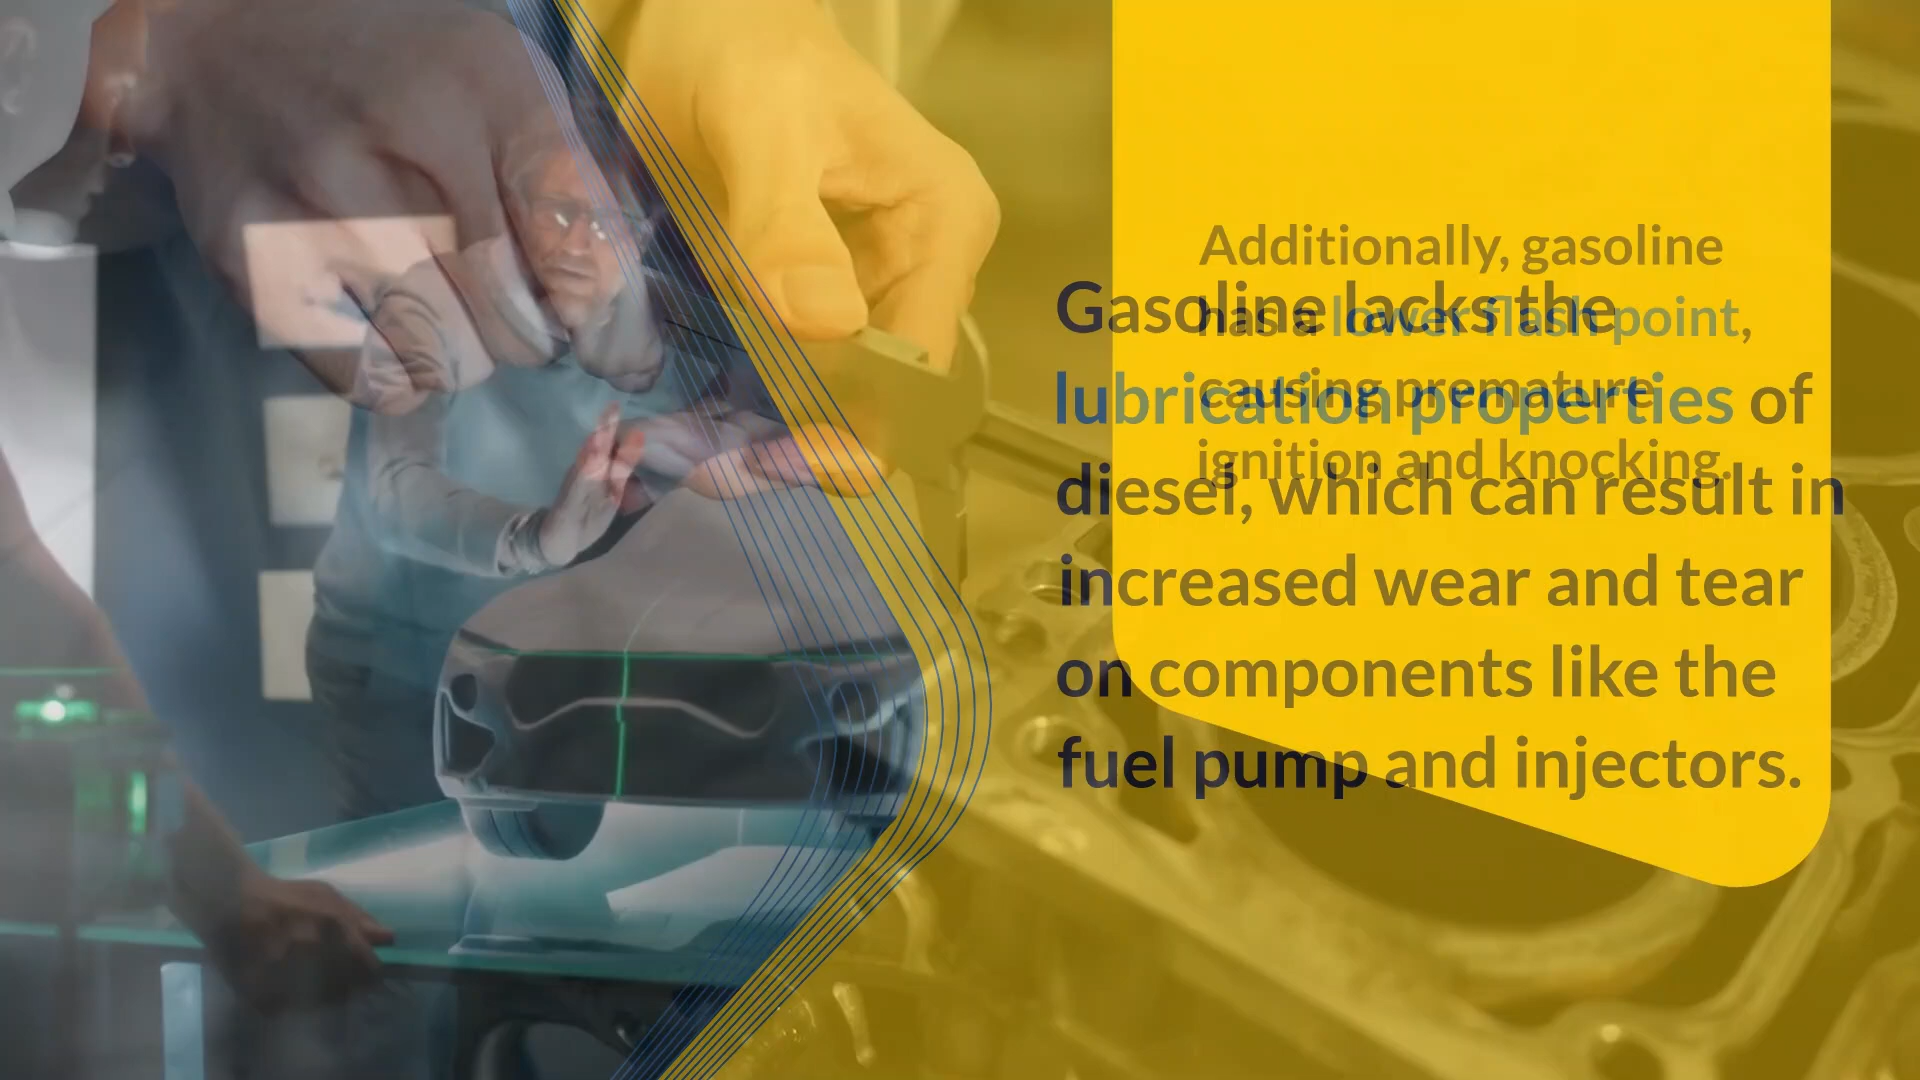 Additionally, gasoline
has a lower flash point,
causing premature
ignition and knocking.
Gasoline lacks the
lubrication properties of
diesel, which can result in
increased wear and tear
on components like the
fuel pump and injectors.